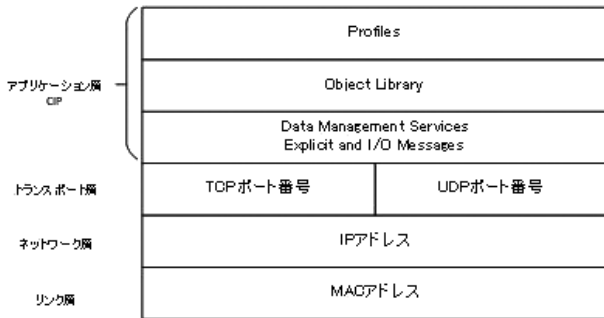 Profiles
アプリケーション層
CIP
Object Library
Data Management Services
Explicit and I/O Messages
トランスポート層
TCPポート番号
UDPポート番号
ネットワーク層
IPアドレス
リンク層
MACアドレス